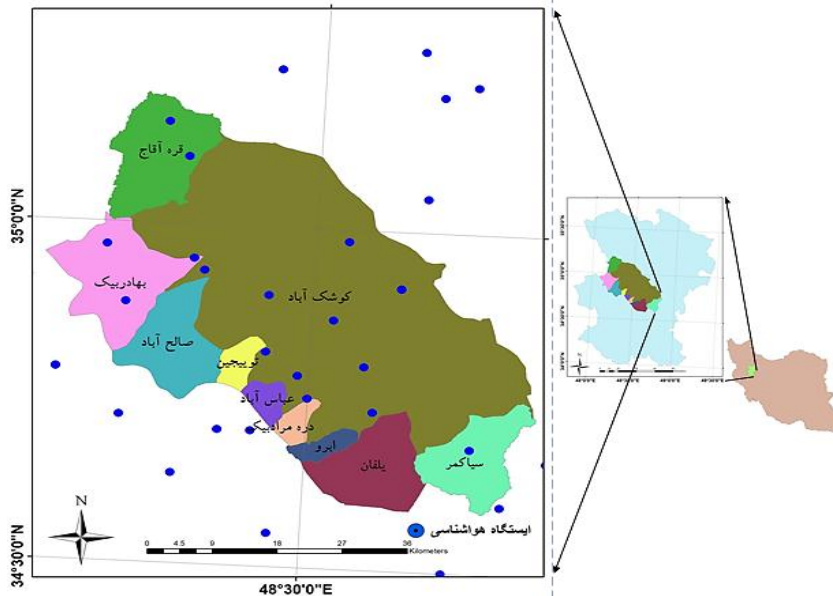 قره آقاج
35°0'0"N
بهادربیک
کوشک آباد
صالح آباد
توییجین
عباس آباد
دره مرادبیک
ابرو
یلفان
سیاکمر
N
ایستگاه هواشناسی
0 4.5 9 18 27 36
Kilometers
34°30'0"N
48°30'0"E